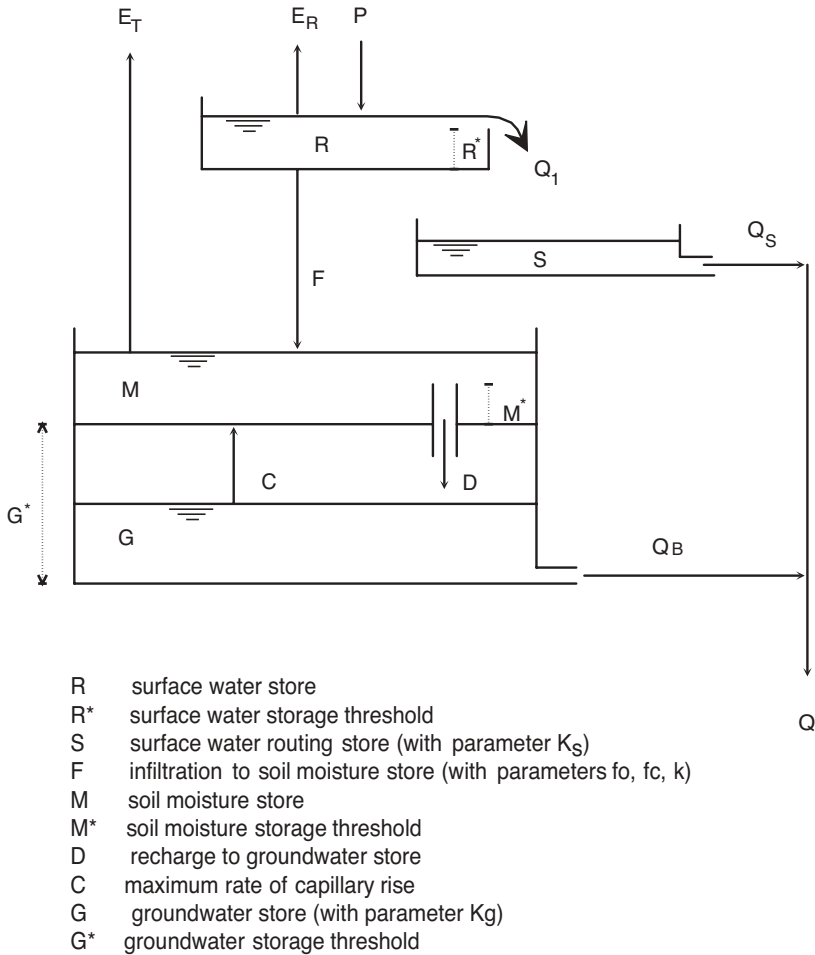 E_T
E_R
P
R
R*
Q_1
Q_S
S
F
M
M*
C
D
G*
G
QB
Q
R surface water store
R* surface water storage threshold
S surface water routing store (with parameter K_S)
F infiltration to soil moisture store (with parameters fo, fc, k)
M soil moisture store
M* soil moisture storage threshold
D recharge to groundwater store
C maximum rate of capillary rise
G groundwater store (with parameter Kg)
G* groundwater storage threshold